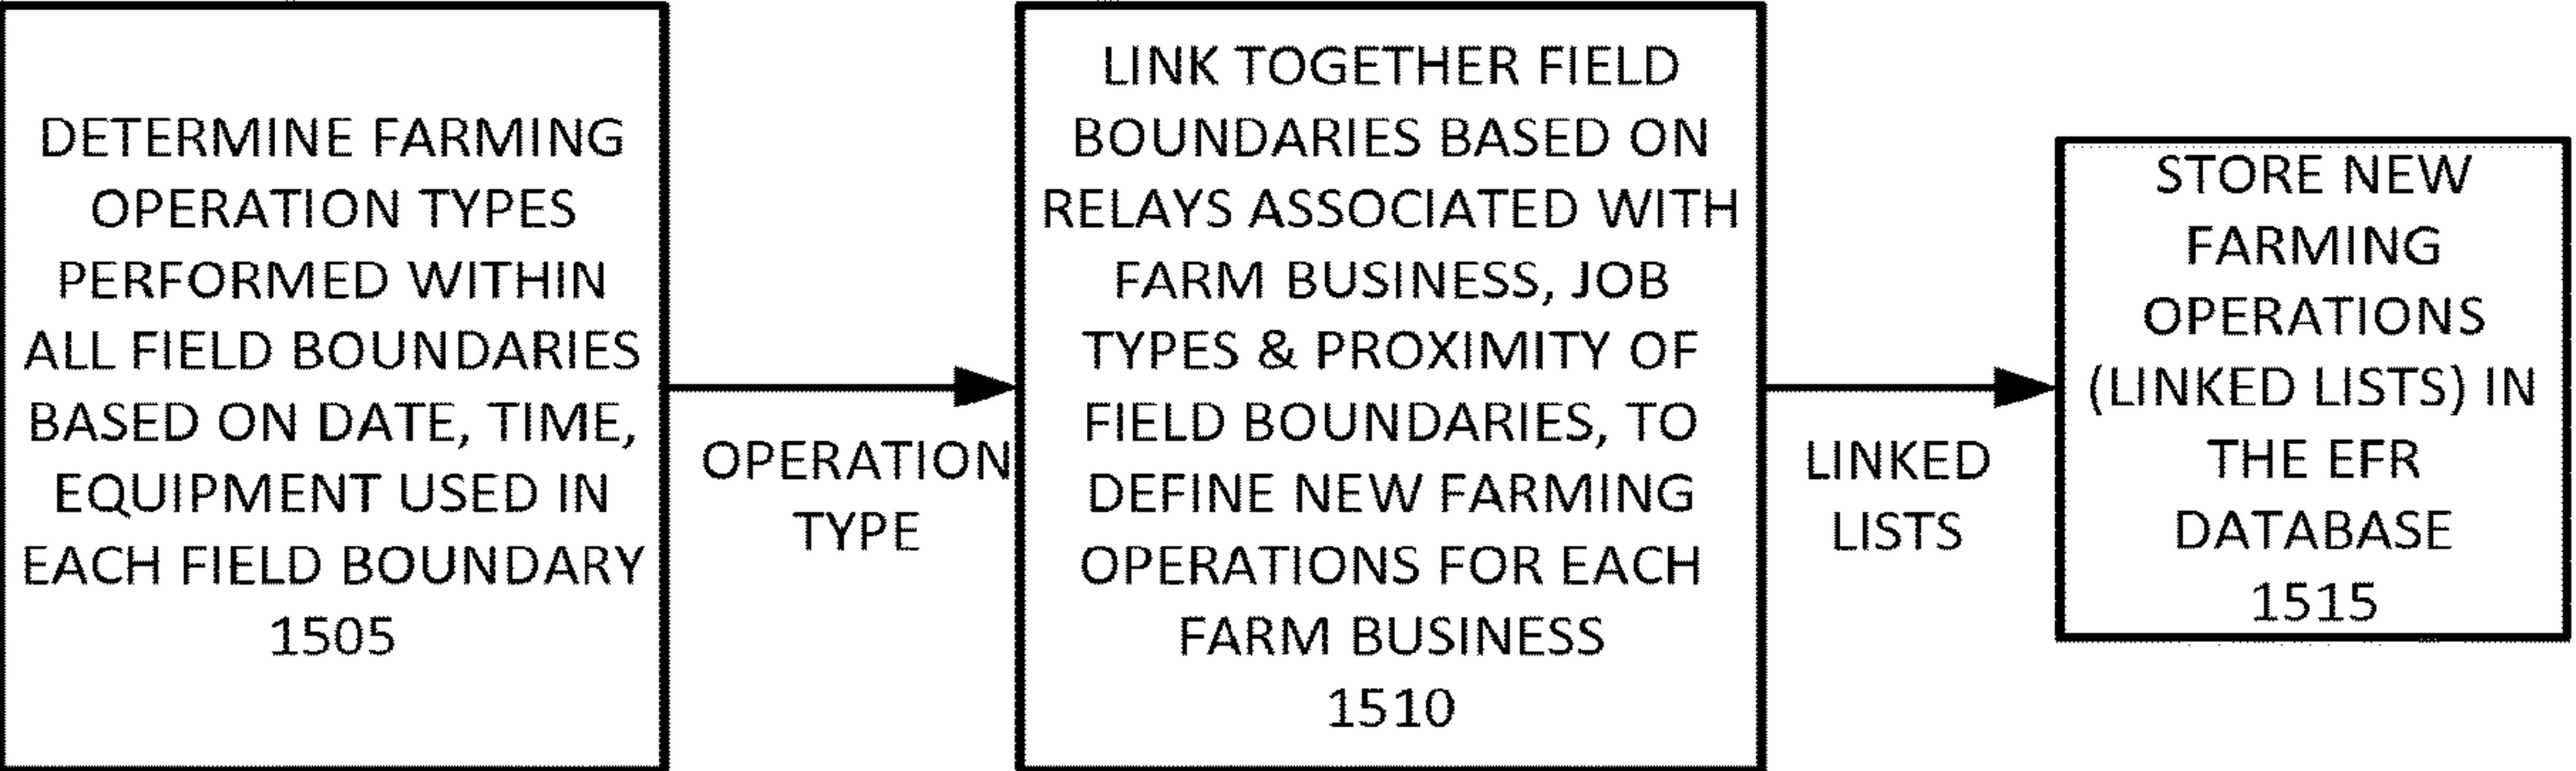 DETERMINE FARMING
OPERATION TYPES
PERFORMED WITHIN
ALL FIELD BOUNDARIES
BASED ON DATE, TIME,
EQUIPMENT USED IN
EACH FIELD BOUNDARY
1505
OPERATION
TYPE
LINK TOGETHER FIELD
BOUNDARIES BASED ON
RELAYS ASSOCIATED WITH
FARM BUSINESS, JOB
TYPES & PROXIMITY OF
FIELD BOUNDARIES, TO
DEFINE NEW FARMING
OPERATIONS FOR EACH
FARM BUSINESS
1510
LINKED
LISTS
STORE NEW
FARMING
OPERATIONS
(LINKED LISTS) IN
THE EFR
DATABASE
1515